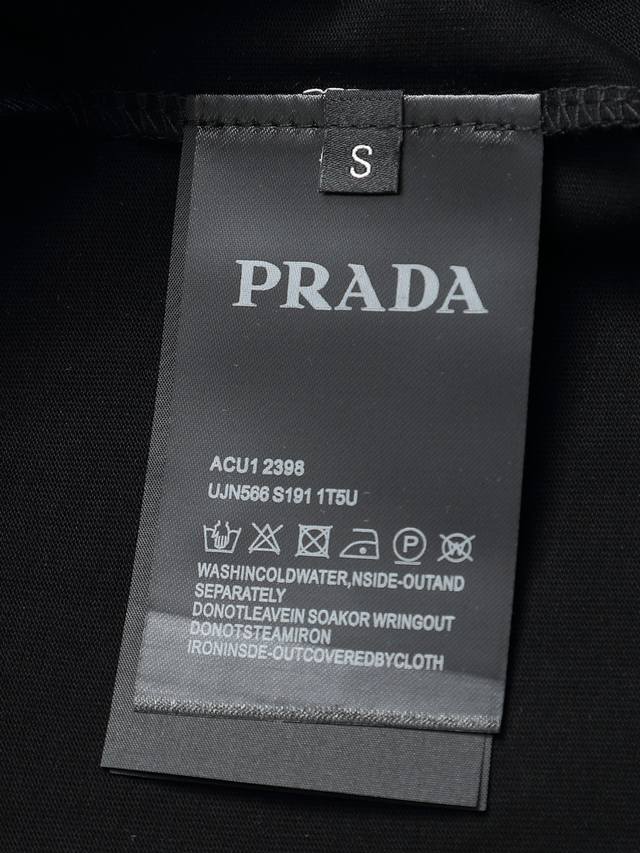 S
PRADA
ACU1 2398
UJN566 S191 1T5U
P
W
WASHINCOLDWATER,NSIDE-OUTAND
SEPARATELY
DONOTLEAVEIN SOAKOR WRINGOUT
DONOTSTEAMIRON
IRONINSDE-OUTCOVEREDBYCLOTH